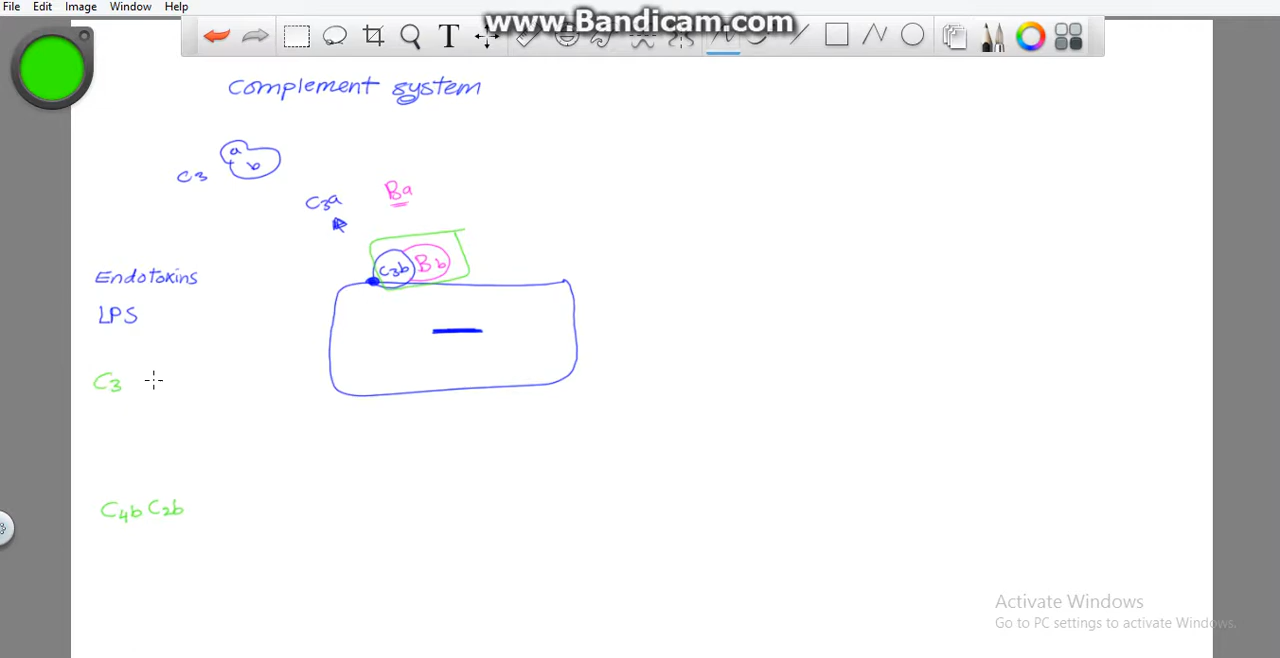 File Edit Image Window Help
www.Bandicam.com
T
complement system
a
b
C3
C3a
Ba
C3b Bb
Endotoxins
LPS
C3
C4b C2b
Activate Windows
Go to PC settings to activate Windows.